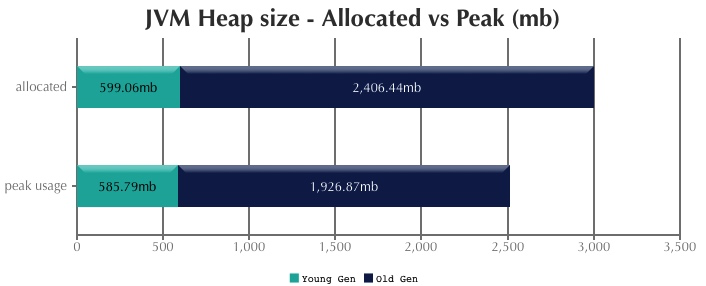 JVM Heap size - Allocated vs Peak (mb)
allocated
599.06mb
2,406.44mb
peak usage
585.79mb
1,926.87mb
0 500 1,000 1,500 2,000 2,500 3,000 3,500
Young Gen Old Gen